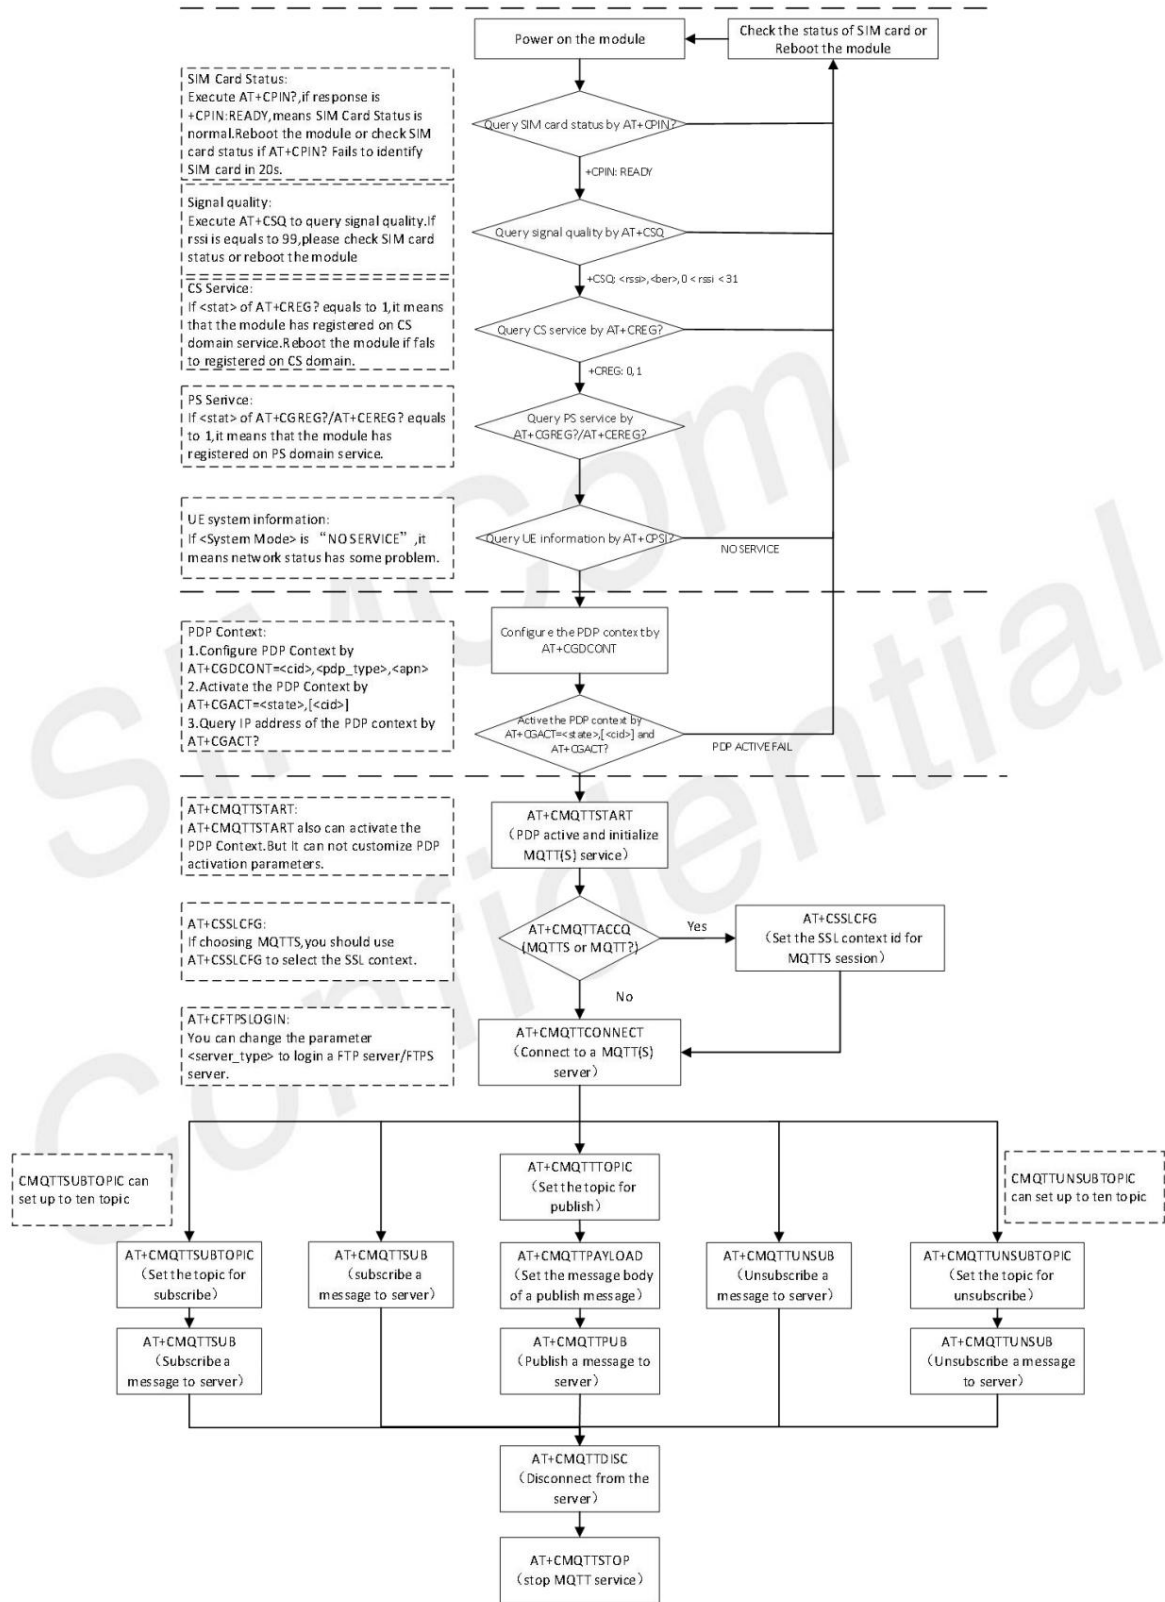 Power on the module
Check the status of SIM card or
Reboot the module
SIM Card Status:
Execute AT+CPIN?,if response is
+CPIN:READY,means SIM Card Status is
normal.Reboot the module or check SIM
card status if AT+CPIN? Fails to identify
SIM card in 20s.
Query SIM card status by AT+CPIN?
+CPIN: READY
Signal quality:
Execute AT+CSQ to query signal quality.If
rssi is equals to 99,please check SIM card
status or reboot the module
Query signal quality by AT+CSQ
+CSQ: <rssi>,<ber>,0 < rssi < 31
CS Service:
If <stat> of AT+CREG? equals to 1,it means
that the module has registered on CS
domain service.Reboot the module if fals
to registered on CS domain.
Query CS service by AT+CREG?
+CREG: 0,1
PS Serivce:
If <stat> of AT+CGREG?/AT+CEREG? equals
to 1,it means that the module has
registered on PS domain service.
Query PS service by
AT+CGREG?/AT+CEREG?
UE system information:
If <System Mode> is “NO SERVICE”,it
means network status has some problem.
Query UE information by AT+CPSI?
NO SERVICE
PDP Context:
1.Configure PDP Context by
AT+CGDCONT=<cid>,<pdp_type>,<apn>
2.Activate the PDP Context by
AT+CGACT=<state>,[<cid>]
3.Query IP address of the PDP context by
AT+CGACT?
Configure the PDP context by
AT+CGDCONT
Active the PDP context by
AT+CGACT=<state>,[<cid>] and
AT+CGACT?
PDP ACTIVE FAIL
AT+CMQTTSTART:
AT+CMQTTSTART also can activate the
PDP Context.But It can not customize PDP
activation parameters.
AT+CMQTTSTART
(PDP active and initialize
MQTT(S) service)
AT+CSSLCFG:
If choosing MQTTS,you should use
AT+CSSLCFG to select the SSL context.
AT+CMQTTACCQ
(MQTTS or MQTT?)
Yes
No
AT+CSSLCFG
(Set the SSL context id for
MQTTS session)
AT+CFTPSLOGIN:
You can change the parameter
<server_type> to login a FTP server/FTPS
server.
AT+CMQTTCONNECT
(Connect to a MQTT(S)
server)
CMQTTSUBTOPIC can
set up to ten topic
AT+CMQTTTOPIC
(Set the topic for
publish)
CMQTTUNSUBTOPIC
can set up to ten topic
AT+CMQTTSUBTOPIC
(Set the topic for
subscribe)
AT+CMQTTSUB
(subscribe a
message to server)
AT+CMQTTPAYLOAD
(Set the message body
of a publish message)
AT+CMQTTUNSUB
(Unsubscribe a
message to server)
AT+CMQTTUNSUBTOPIC
(Set the topic for
unsubscribe)
AT+CMQTTSUB
(Subscribe a
message to server)
AT+CMQTTPUB
(Publish a message to
server)
AT+CMQTTUNSUB
(Unsubscribe a message
to server)
AT+CMQTTDISC
(Disconnect from the
server)
AT+CMQTTSTOP
(stop MQTT service)
SIMCom
Confidential